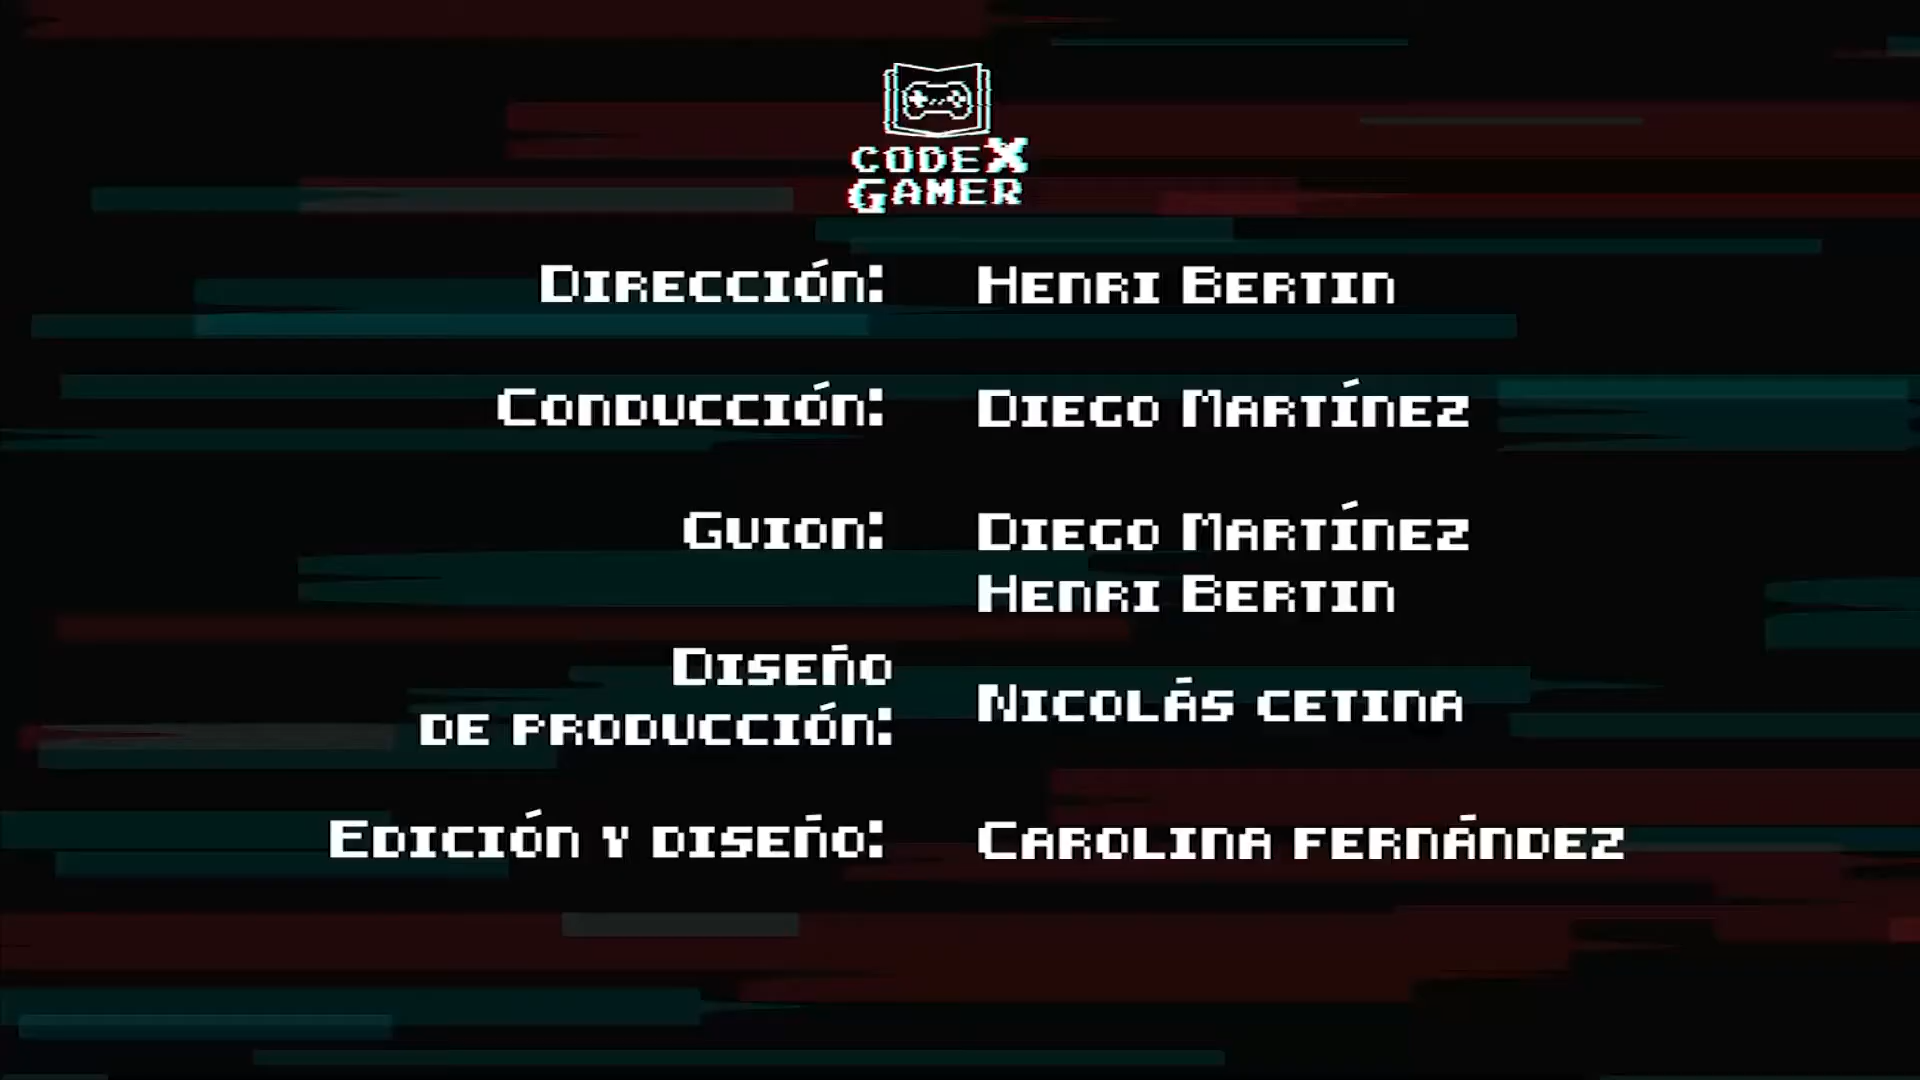 CODEX
GAMER
Dirección: Henri Bertin
Conducción: Diego Martínez
Guion: Diego Martínez
Henri Bertin
Diseño
de producción: Nicolás cetina
Edición y diseño: Carolina fernández